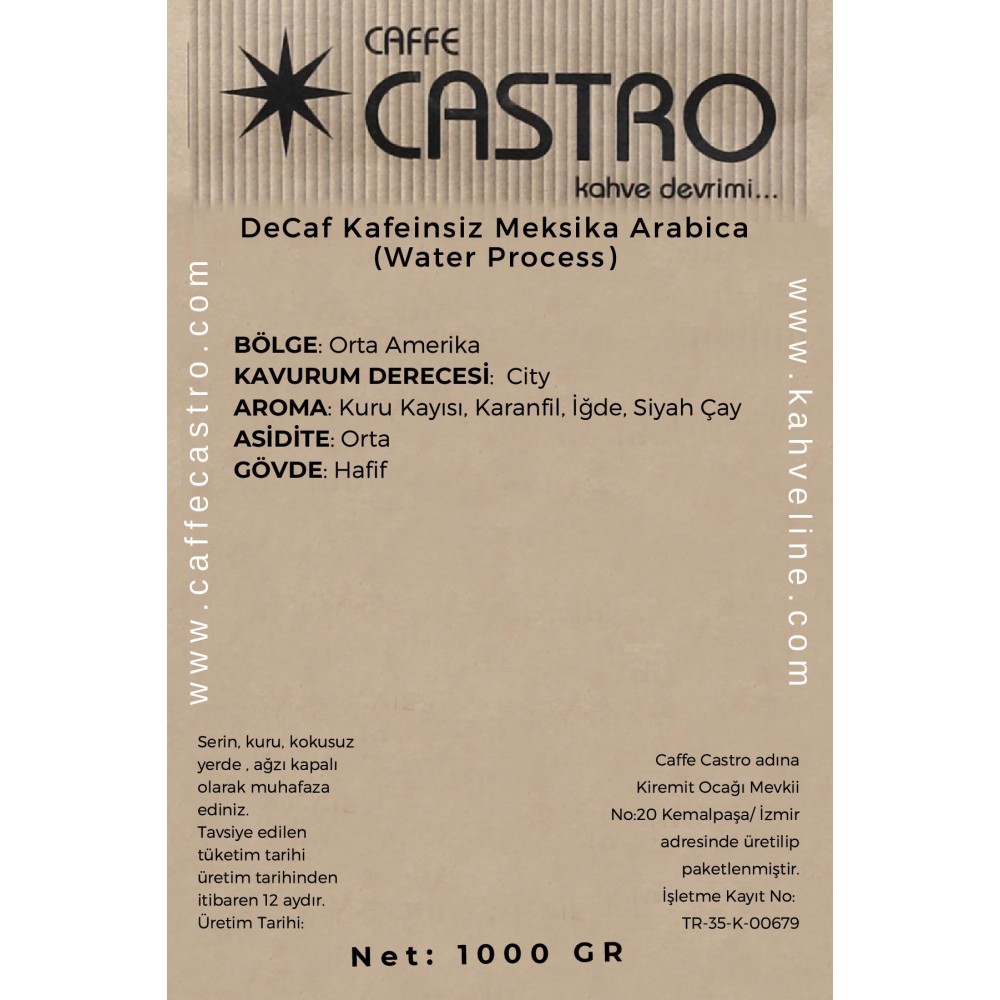 CAFFE
CASTRO
kahve devrimi...
DeCaf Kafeinsiz Meksika Arabica
(Water Process)
www.caffecastro.com
www.kahveline.com
BÖLGE: Orta Amerika
KAVURUM DERECESİ: City
AROMA: Kuru Kayısı, Karanfil, İğde, Siyah Çay
ASİDİTE: Orta
GÖVDE: Hafif
Serin, kuru, kokusuz
yerde , ağzı kapalı
olarak muhafaza
ediniz.
Tavsiye edilen
tüketim tarihi
üretim tarihinden
itibaren 12 aydır.
Üretim Tarihi:
Caffe Castro adına
Kiremit Ocağı Mevkii
No:20 Kemalpaşa/ İzmir
adresinde üretilip
paketlenmiştir.
İşletme Kayıt No:
TR-35-K-00679
Net: 1000 GR